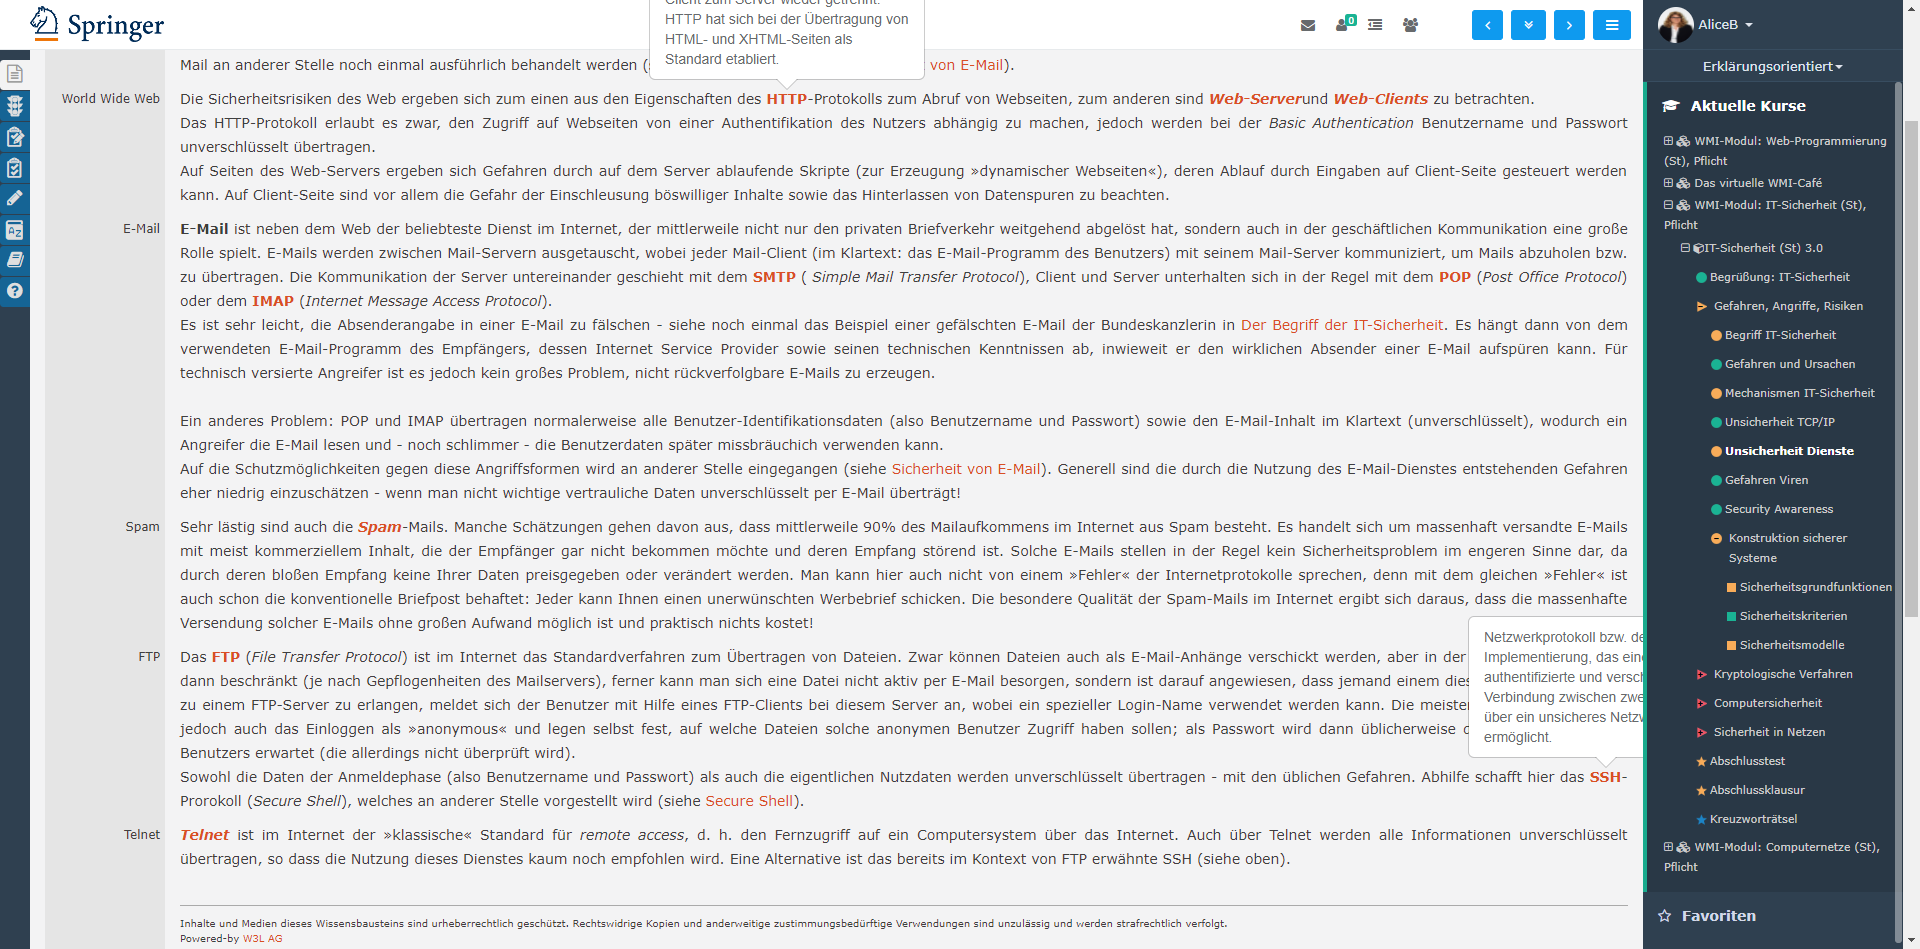 Springer
Client zum Server wieder getrennt.
HTTP hat sich bei der Übertragung von
HTML- und XHTML-Seiten als
Standard etabliert.
0
AliceB
Erklärungsorientiert
Mail an anderer Stelle noch einmal ausführlich behandelt werden (
von E-Mail).
World Wide Web
Die Sicherheitsrisiken des Web ergeben sich zum einen aus den Eigenschaften des HTTP-Protokolls zum Abruf von Webseiten, zum anderen sind Web-Serverund Web-Clients zu betrachten.
Das HTTP-Protokoll erlaubt es zwar, den Zugriff auf Webseiten von einer Authentifikation des Nutzers abhängig zu machen, jedoch werden bei der Basic Authentication Benutzername und Passwort
unverschlüsselt übertragen.
Auf Seiten des Web-Servers ergeben sich Gefahren durch auf dem Server ablaufende Skripte (zur Erzeugung »dynamischer Webseiten«), deren Ablauf durch Eingaben auf Client-Seite gesteuert werden
kann. Auf Client-Seite sind vor allem die Gefahr der Einschleusung böswilliger Inhalte sowie das Hinterlassen von Datenspuren zu beachten.
E-Mail
E-Mail ist neben dem Web der beliebteste Dienst im Internet, der mittlerweile nicht nur den privaten Briefverkehr weitgehend abgelöst hat, sondern auch in der geschäftlichen Kommunikation eine große
Rolle spielt. E-Mails werden zwischen Mail-Servern ausgetauscht, wobei jeder Mail-Client (im Klartext: das E-Mail-Programm des Benutzers) mit seinem Mail-Server kommuniziert, um Mails abzuholen bzw.
zu übertragen. Die Kommunikation der Server untereinander geschieht mit dem SMTP ( Simple Mail Transfer Protocol), Client und Server unterhalten sich in der Regel mit dem POP (Post Office Protocol)
oder dem IMAP (Internet Message Access Protocol).
Es ist sehr leicht, die Absenderangabe in einer E-Mail zu fälschen - siehe noch einmal das Beispiel einer gefälschten E-Mail der Bundeskanzlerin in Der Begriff der IT-Sicherheit. Es hängt dann von dem
verwendeten E-Mail-Programm des Empfängers, dessen Internet Service Provider sowie seinen technischen Kenntnissen ab, inwieweit er den wirklichen Absender einer E-Mail aufspüren kann. Für
technisch versierte Angreifer ist es jedoch kein großes Problem, nicht rückverfolgbare E-Mails zu erzeugen.
Ein anderes Problem: POP und IMAP übertragen normalerweise alle Benutzer-Identifikationsdaten (also Benutzername und Passwort) sowie den E-Mail-Inhalt im Klartext (unverschlüsselt), wodurch ein
Angreifer die E-Mail lesen und - noch schlimmer - die Benutzerdaten später missbräuchich verwenden kann.
Auf die Schutzmöglichkeiten gegen diese Angriffsformen wird an anderer Stelle eingegangen (siehe Sicherheit von E-Mail). Generell sind die durch die Nutzung des E-Mail-Dienstes entstehenden Gefahren
eher niedrig einzuschätzen - wenn man nicht wichtige vertrauliche Daten unverschlüsselt per E-Mail überträgt!
Spam
Sehr lästig sind auch die Spam-Mails. Manche Schätzungen gehen davon aus, dass mittlerweile 90% des Mailaufkommens im Internet aus Spam besteht. Es handelt sich um massenhaft versandte E-Mails
mit meist kommerziellem Inhalt, die der Empfänger gar nicht bekommen möchte und deren Empfang störend ist. Solche E-Mails stellen in der Regel kein Sicherheitsproblem im engeren Sinne dar, da
durch deren bloßen Empfang keine Ihrer Daten preisgegeben oder verändert werden. Man kann hier auch nicht von einem »Fehler« der Internetprotokolle sprechen, denn mit dem gleichen »Fehler« ist
auch schon die konventionelle Briefpost behaftet: Jeder kann Ihnen einen unerwünschten Werbebrief schicken. Die besondere Qualität der Spam-Mails im Internet ergibt sich daraus, dass die massenhafte
Versendung solcher E-Mails ohne großen Aufwand möglich ist und praktisch nichts kostet!
FTP
Das FTP (File Transfer Protocol) ist im Internet das Standardverfahren zum Übertragen von Dateien. Zwar können Dateien auch als E-Mail-Anhänge verschickt werden, aber in der
dann beschränkt (je nach Gepflogenheiten des Mailservers), ferner kann man sich eine Datei nicht aktiv per E-Mail besorgen, sondern ist darauf angewiesen, dass jemand einem
zu einem FTP-Server zu erlangen, meldet sich der Benutzer mit Hilfe eines FTP-Clients bei diesem Server an, wobei ein spezieller Login-Name verwendet werden kann. Die
jedoch auch das Einloggen als »anonymous« und legen selbst fest, auf welche Dateien solche anonymen Benutzer Zugriff haben sollen; als Passwort wird dann üblicherweise
Benutzers erwartet (die allerdings nicht überprüft wird).
Sowohl die Daten der Anmeldephase (also Benutzername und Passwort) als auch die eigentlichen Nutzdaten werden unverschlüsselt übertragen - mit den üblichen Gefahren. Abhilfe schafft hier das SSH-
Prorokoll (Secure Shell), welches an anderer Stelle vorgestellt wird (siehe Secure Shell).
Netzwerkprotokoll bzw.
Implementierung, das
authentifizierte und
Verbindung zwischen
über ein unsicheres
ermöglicht.
Telnet
Telnet ist im Internet der »klassische« Standard für remote access, d. h. den Fernzugriff auf ein Computersystem über das Internet. Auch über Telnet werden alle Informationen unverschlüsselt
übertragen, so dass die Nutzung dieses Dienstes kaum noch empfohlen wird. Eine Alternative ist das bereits im Kontext von FTP erwähnte SSH (siehe oben).
Inhalte und Medien dieses Wissensbausteins sind urheberrechtlich geschützt. Rechtswidrige Kopien und anderweitige zustimmungsbedürftige Verwendungen sind unzulässig und werden strafrechtlich verfolgt.
Powered-by W3L AG
Aktuelle Kurse
WMI-Modul: Web-Programmierung
(St), Pflicht
Das virtuelle WMI-Café
WMI-Modul: IT-Sicherheit (St),
Pflicht
IT-Sicherheit (St) 3.0
Begrüßung: IT-Sicherheit
Gefahren, Angriffe, Risiken
Begriff IT-Sicherheit
Gefahren und Ursachen
Mechanismen IT-Sicherheit
Unsicherheit TCP/IP
Unsicherheit Dienste
Gefahren Viren
Security Awareness
Konstruktion sicherer
Systeme
Sicherheitsgrundfunktionen
Sicherheitskriterien
Sicherheitsmodelle
Kryptologische Verfahren
Computersicherheit
Sicherheit in Netzen
Abschlusstest
Abschlussklausur
Kreuzworträtsel
WMI-Modul: Computernetze (St),
Pflicht
Favoriten